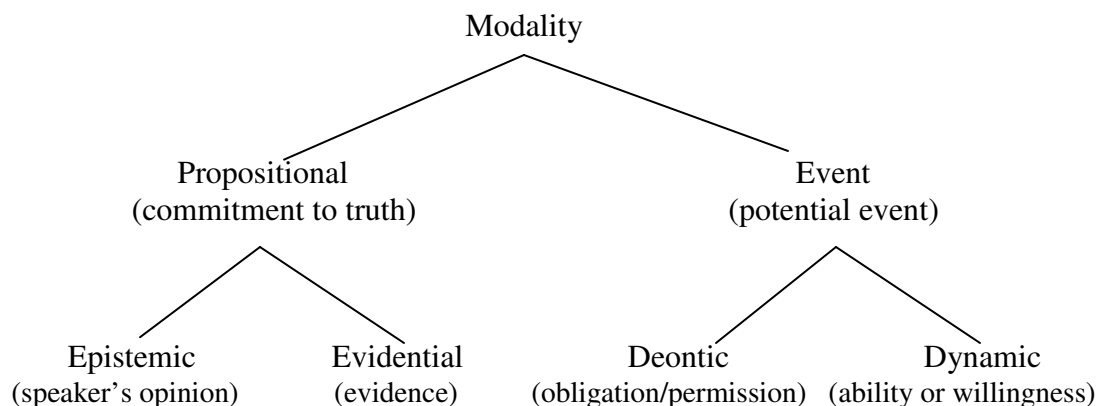 Modality
Propositional
(commitment to truth)
Event
(potential event)
Epistemic
(speaker's opinion)
Evidential
(evidence)
Deontic
(obligation/permission)
Dynamic
(ability or willingness)